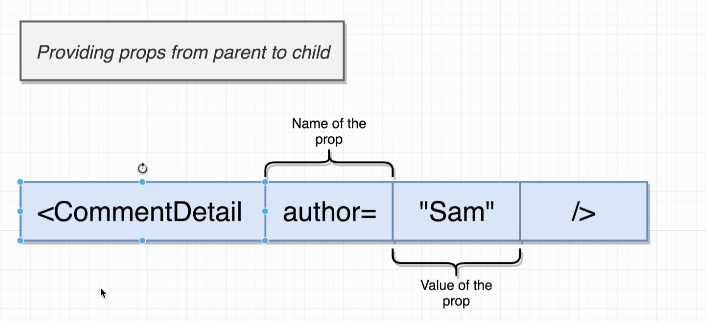 Providing props from parent to child
Name of the
prop
<CommentDetail author= "Sam" />
Value of the
prop